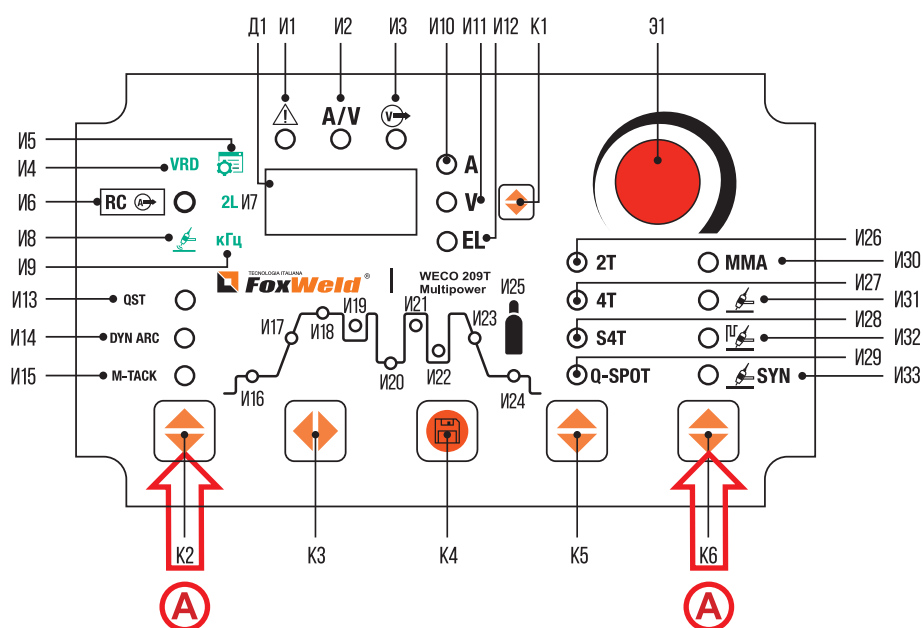 Д1 И1 И2 И3 И10 И11 И12 К1 Э1
A/V V
И5
И4 VRD A
И6 RC A 2L И7 V
И8 кГц EL И26
И9 2T MMA И30
TECNOLOGIA ITALIANA
FoxWeld ® WECO 209T
Multipower
И27
И13 QST И25 4T И31
И19 И21
И28
И14 DYN ARC И17 И18 И23 S4T И32
И29
И15 M-TACK И20 И22 Q-SPOT SYN И33
И16 И24
К2 К3 К4 К5 К6
A A